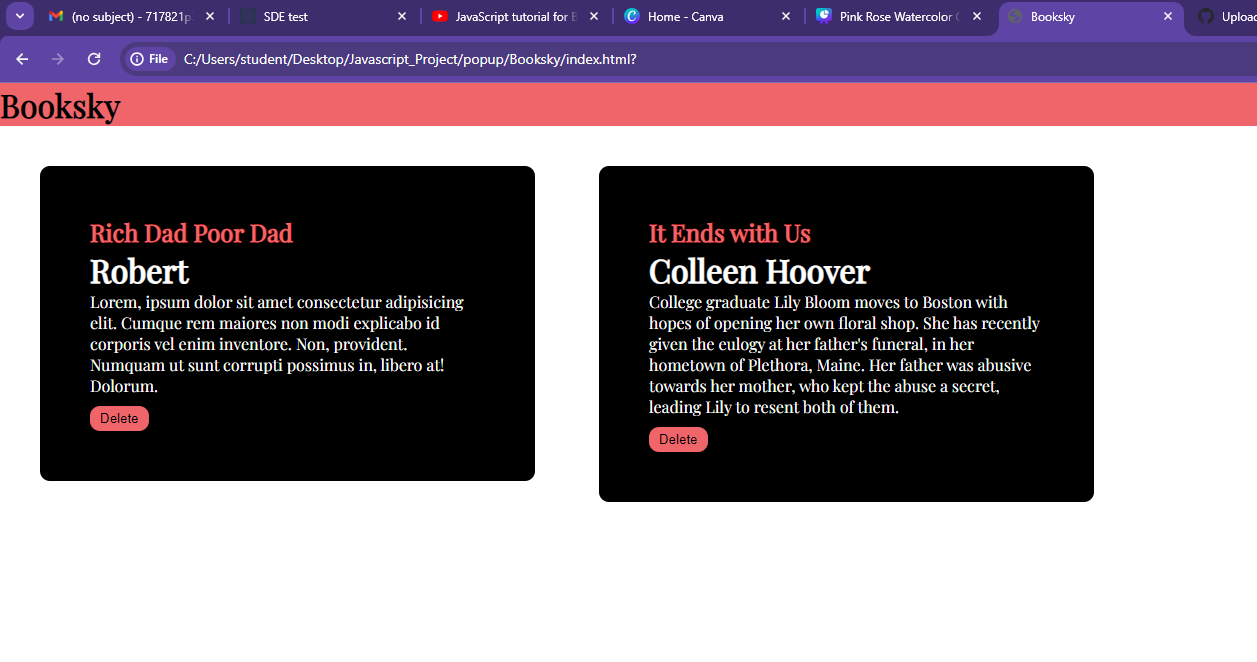 (no subject) - 717821p
SDE test
JavaScript tutorial for B
Home - Canva
Pink Rose Watercolor
Booksky
Upload
File
C:/Users/student/Desktop/Javascript_Project/popup/Booksky/index.html?
Booksky
Rich Dad Poor Dad
Robert
Lorem, ipsum dolor sit amet consectetur adipisicing
elit. Cumque rem maiores non modi explicabo id
corporis vel enim inventore. Non, provident.
Numquam ut sunt corrupti possimus in, libero at!
Dolorum.
Delete
It Ends with Us
Colleen Hoover
College graduate Lily Bloom moves to Boston with
hopes of opening her own floral shop. She has recently
given the eulogy at her father's funeral, in her
hometown of Plethora, Maine. Her father was abusive
towards her mother, who kept the abuse a secret,
leading Lily to resent both of them.
Delete